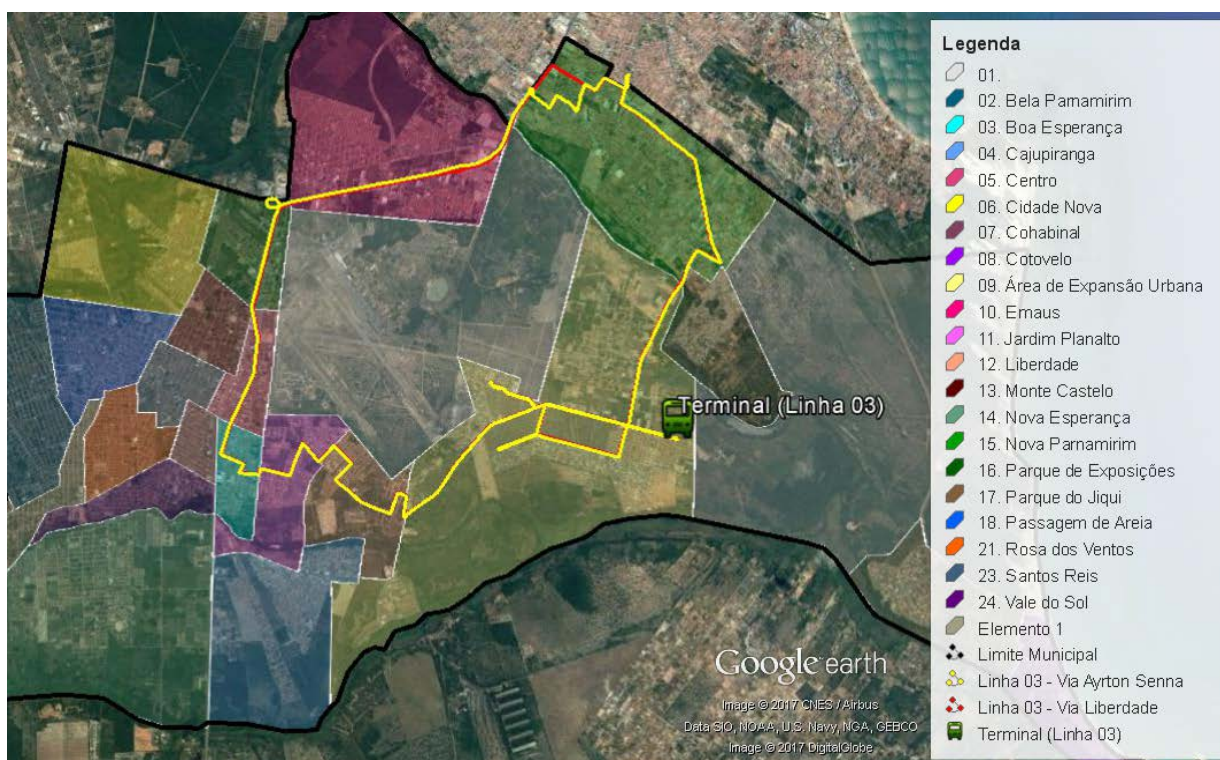 Legenda
01.
02. Bela Parnamirim
03. Boa Esperança
04. Cajupiranga
05. Centro
06. Cidade Nova
07. Cohabinal
08. Cotovelo
09. Área de Expansão Urbana
10. Emaus
11. Jardim Planalto
12. Liberdade
13. Monte Castelo
14. Nova Esperança
15. Nova Parnamirim
16. Parque de Exposições
17. Parque do Jiqui
18. Passagem de Areia
21. Rosa dos Ventos
23. Santos Reis
24. Vale do Sol
Elemento 1
Limite Municipal
Linha 03 - Via Ayrton Senna
Linha 03 - Via Liberdade
Terminal (Linha 03)
Terminal (Linha 03)
Google earth
Image © 2017 CNES / Airbus
Data SIO, NOAA, U.S. Navy, NGA, GEBCO
Image © 2017 DigitalGlobe